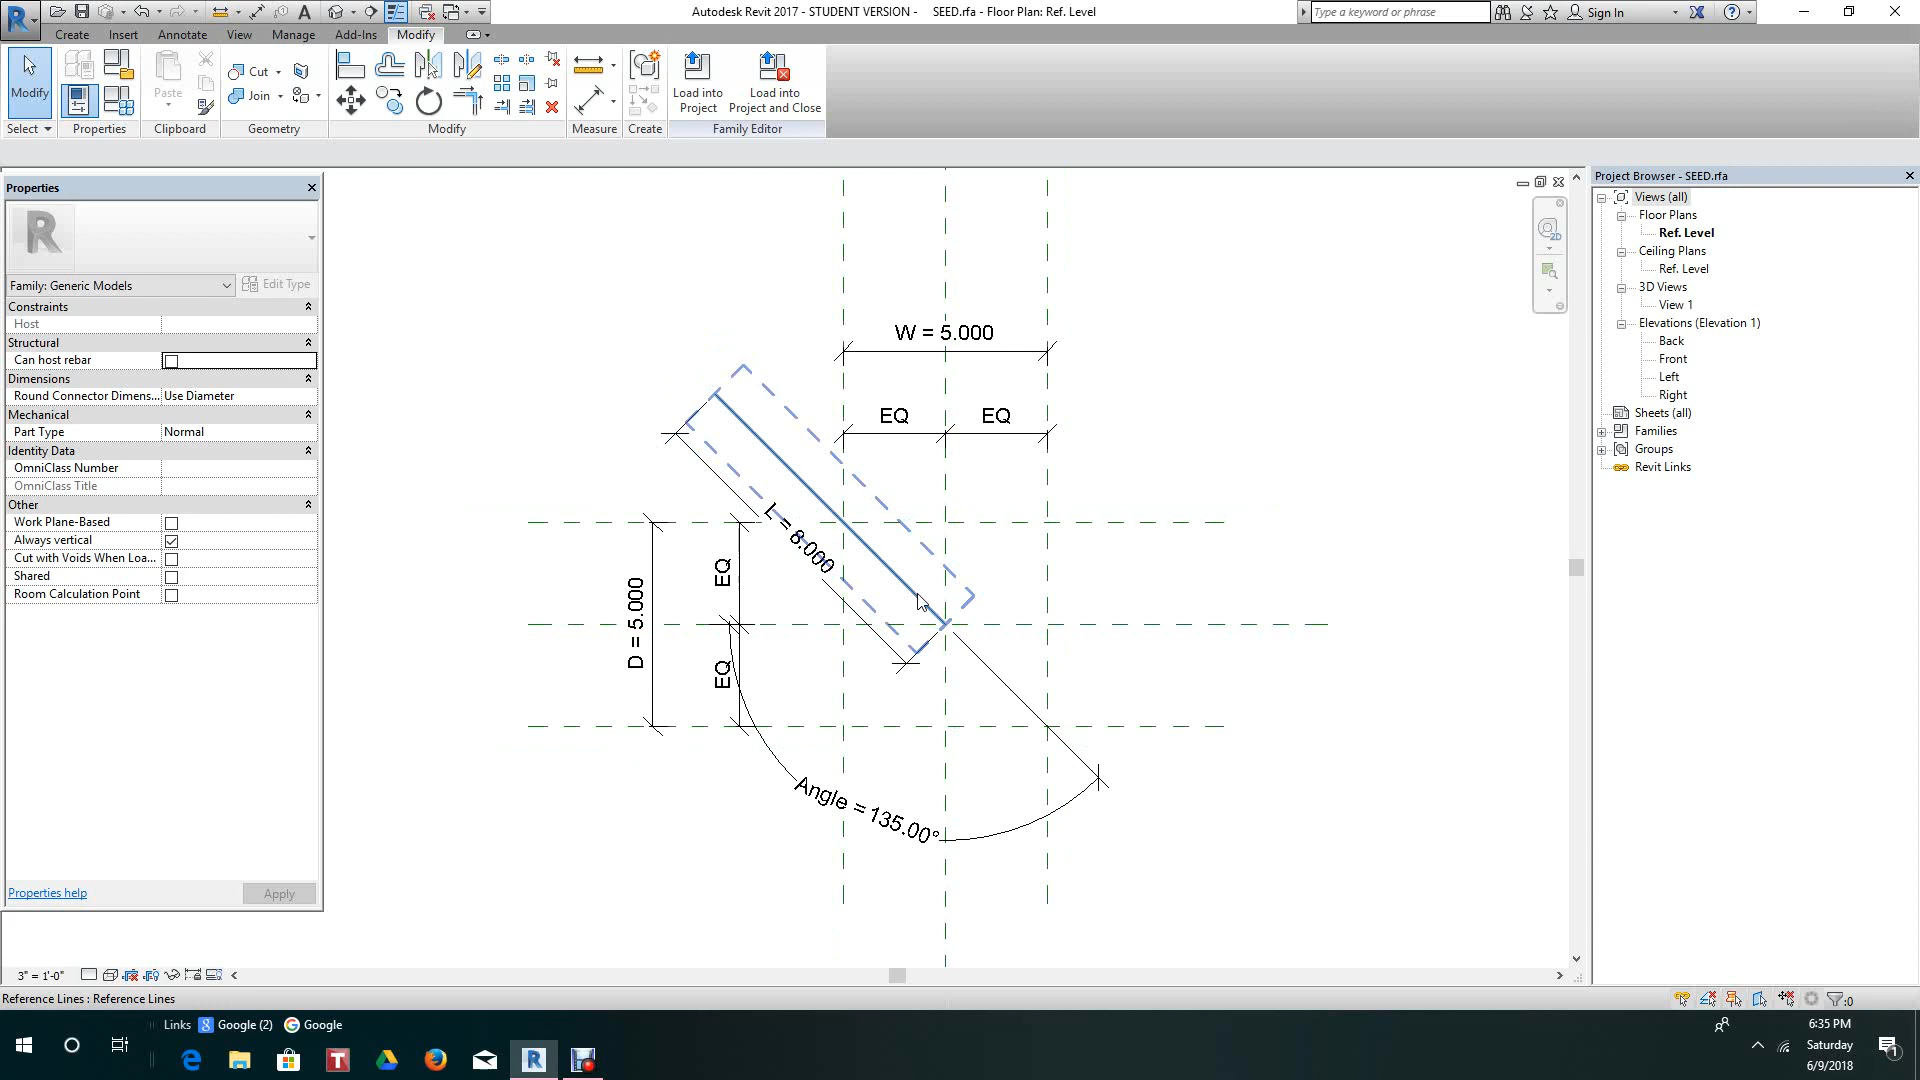 Autodesk Revit 2017 - STUDENT VERSION - SEED.rfa - Floor Plan: Ref. Level
Type a keyword or phrase
Sign In
Create Insert Annotate View Manage Add-Ins Modify
Modify
Paste
Cut
Join
Load into Project
Load into Project and Close
Select Properties Clipboard Geometry Modify Measure Create Family Editor
Properties
R
Family: Generic Models
Edit Type
Constraints
Host
Structural
Can host rebar
Dimensions
Round Connector Dimens... Use Diameter
Mechanical
Part Type Normal
Identity Data
OmniClass Number
OmniClass Title
Other
Work Plane-Based
Always vertical
Cut with Voids When Loa...
Shared
Room Calculation Point
Properties help
Apply
W = 5.000
EQ EQ
L = 8.000
D = 5.000
EQ
EQ
Angle = 135.00°
2D
Project Browser - SEED.rfa
Views (all)
Floor Plans
Ref. Level
Ceiling Plans
Ref. Level
3D Views
View 1
Elevations (Elevation 1)
Back
Front
Left
Right
Sheets (all)
Families
Groups
Revit Links
3" = 1'-0"
Reference Lines : Reference Lines
:0
Links Google (2) Google
6:35 PM
Saturday
6/9/2018
1